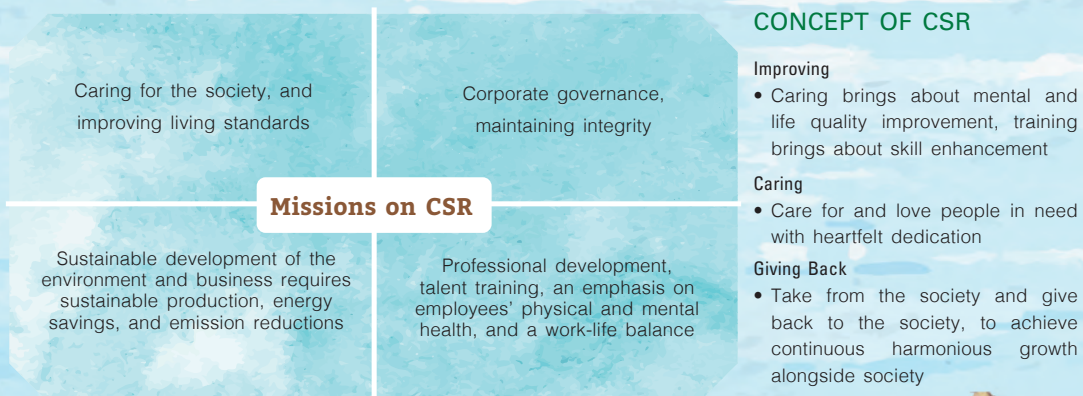 Caring for the society, and
improving living standards
Corporate governance,
maintaining integrity
Missions on CSR
Sustainable development of the
environment and business requires
sustainable production, energy
savings, and emission reductions
Professional development,
talent training, an emphasis on
employees' physical and mental
health, and a work-life balance
CONCEPT OF CSR
Improving
• Caring brings about mental and
life quality improvement, training
brings about skill enhancement
Caring
• Care for and love people in need
with heartfelt dedication
Giving Back
• Take from the society and give
back to the society, to achieve
continuous harmonious growth
alongside society